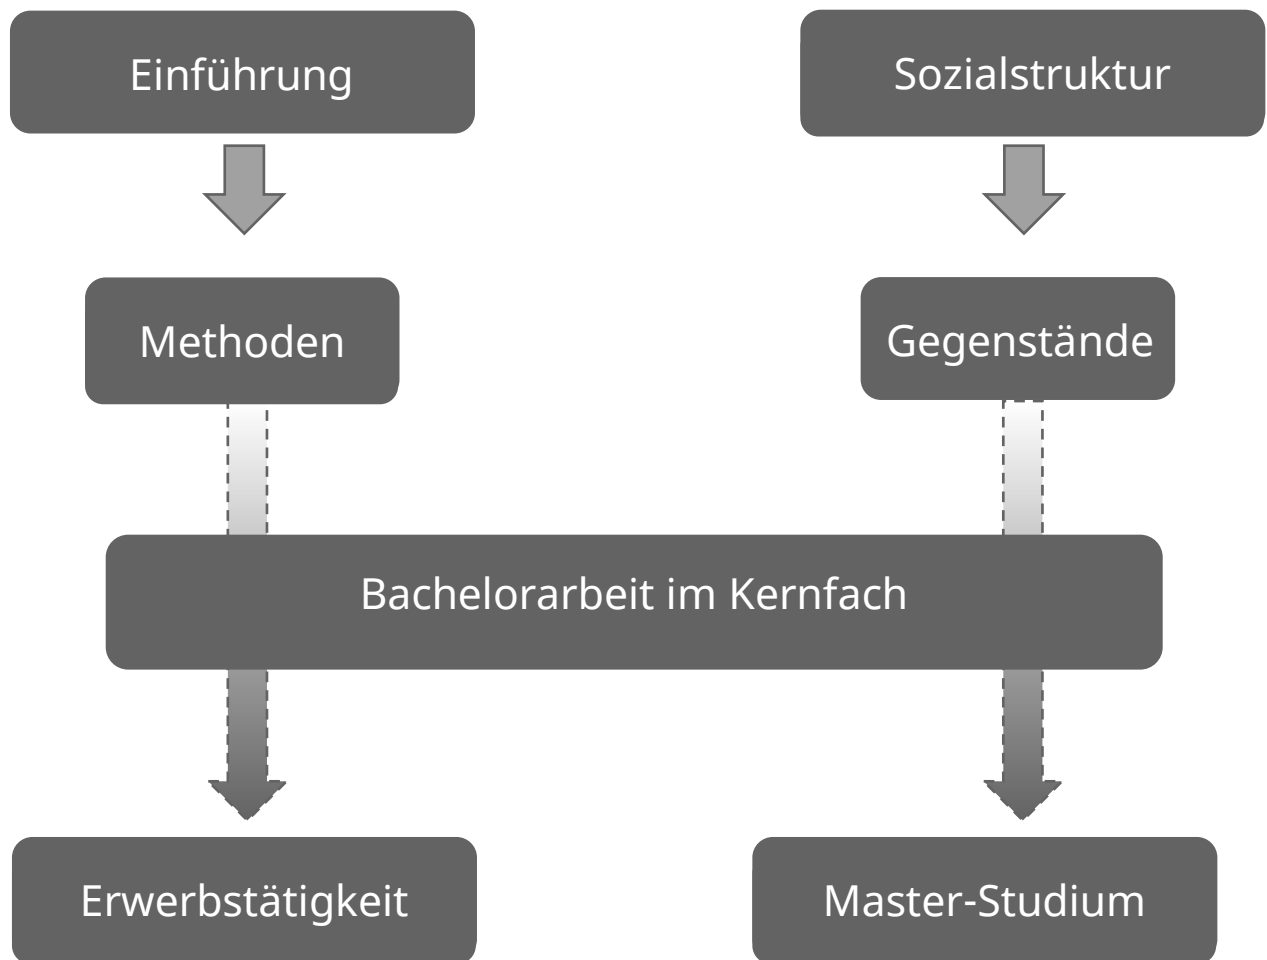 Einführung
Sozialstruktur
Methoden
Gegenstände
Bachelorarbeit im Kernfach
Erwerbstätigkeit
Master-Studium